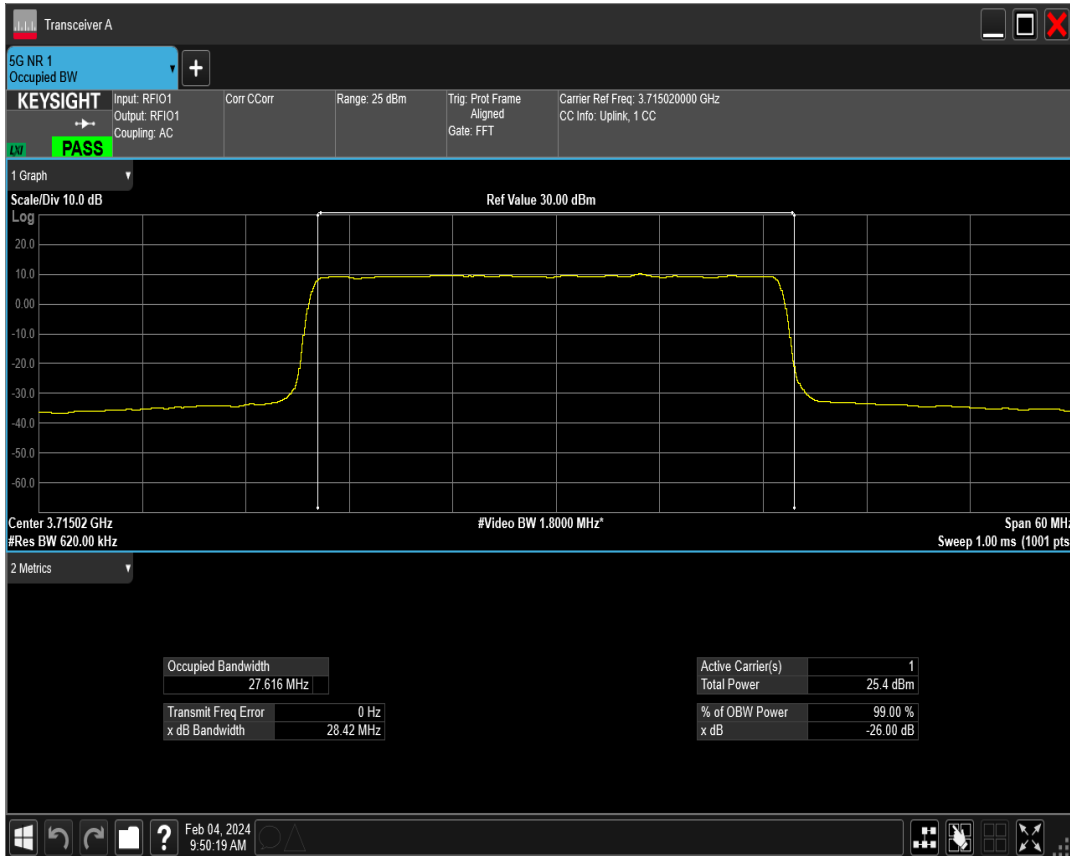 Transceiver A
5G NR 1
Occupied BW
KEYSIGHT
LXI
PASS
Input: RFIO1
Output: RFIO1
Coupling: AC
Corr CCorr
Range: 25 dBm
Trig: Prot Frame
Aligned
Gate: FFT
Carrier Ref Freq: 3.715020000 GHz
CC Info: Uplink, 1 CC
1 Graph
Scale/Div 10.0 dB
Ref Value 30.00 dBm
Log
20.0
10.0
0.00
-10.0
-20.0
-30.0
-40.0
-50.0
-60.0
Center 3.71502 GHz
#Video BW 1.8000 MHz*
Span 60 MHz
#Res BW 620.00 kHz
Sweep 1.00 ms (1001 pts
2 Metrics
Occupied Bandwidth
27.616 MHz
Transmit Freq Error 0 Hz
x dB Bandwidth 28.42 MHz
Active Carrier(s) 1
Total Power 25.4 dBm
% of OBW Power 99.00 %
x dB -26.00 dB
?
Feb 04, 2024
9:50:19 AM